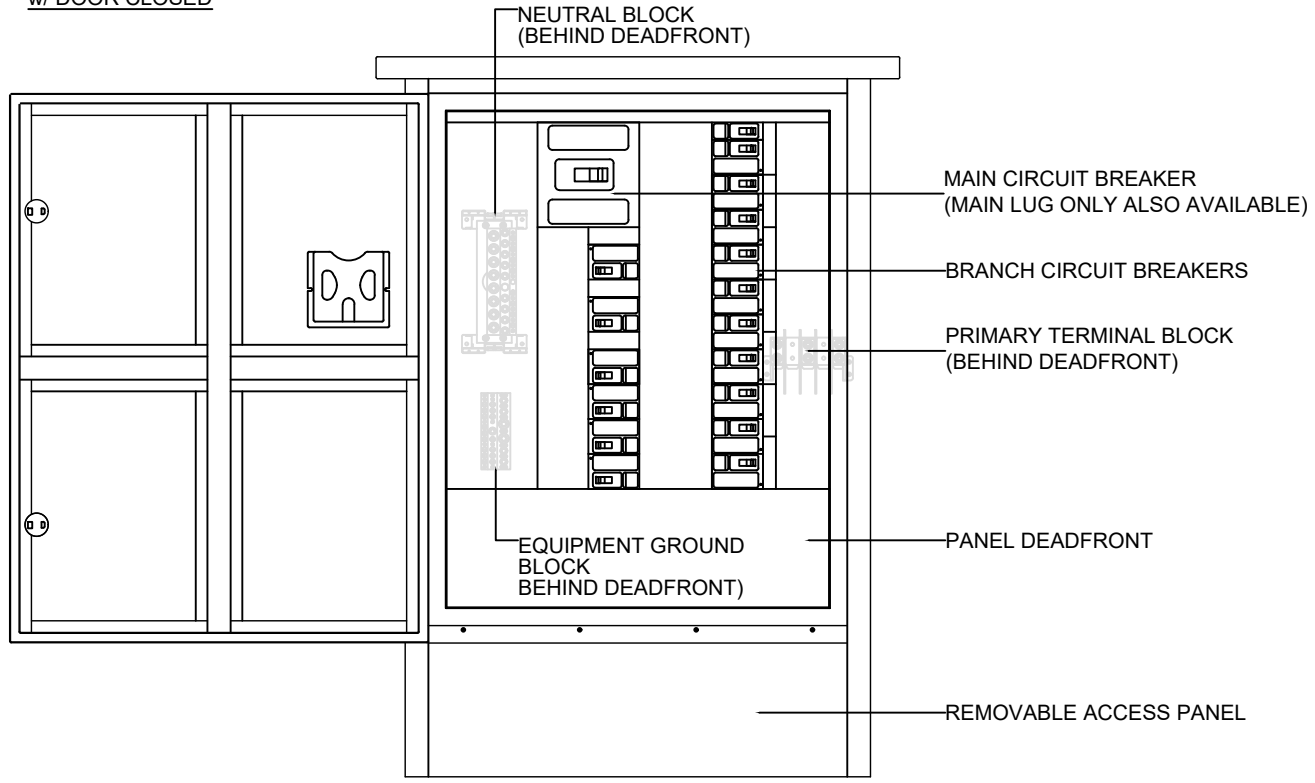 w/ DOOR CLOSED
NEUTRAL BLOCK
(BEHIND DEADFRONT)
MAIN CIRCUIT BREAKER
(MAIN LUG ONLY ALSO AVAILABLE)
BRANCH CIRCUIT BREAKERS
PRIMARY TERMINAL BLOCK
(BEHIND DEADFRONT)
EQUIPMENT GROUND
BLOCK
BEHIND DEADFRONT)
PANEL DEADFRONT
REMOVABLE ACCESS PANEL